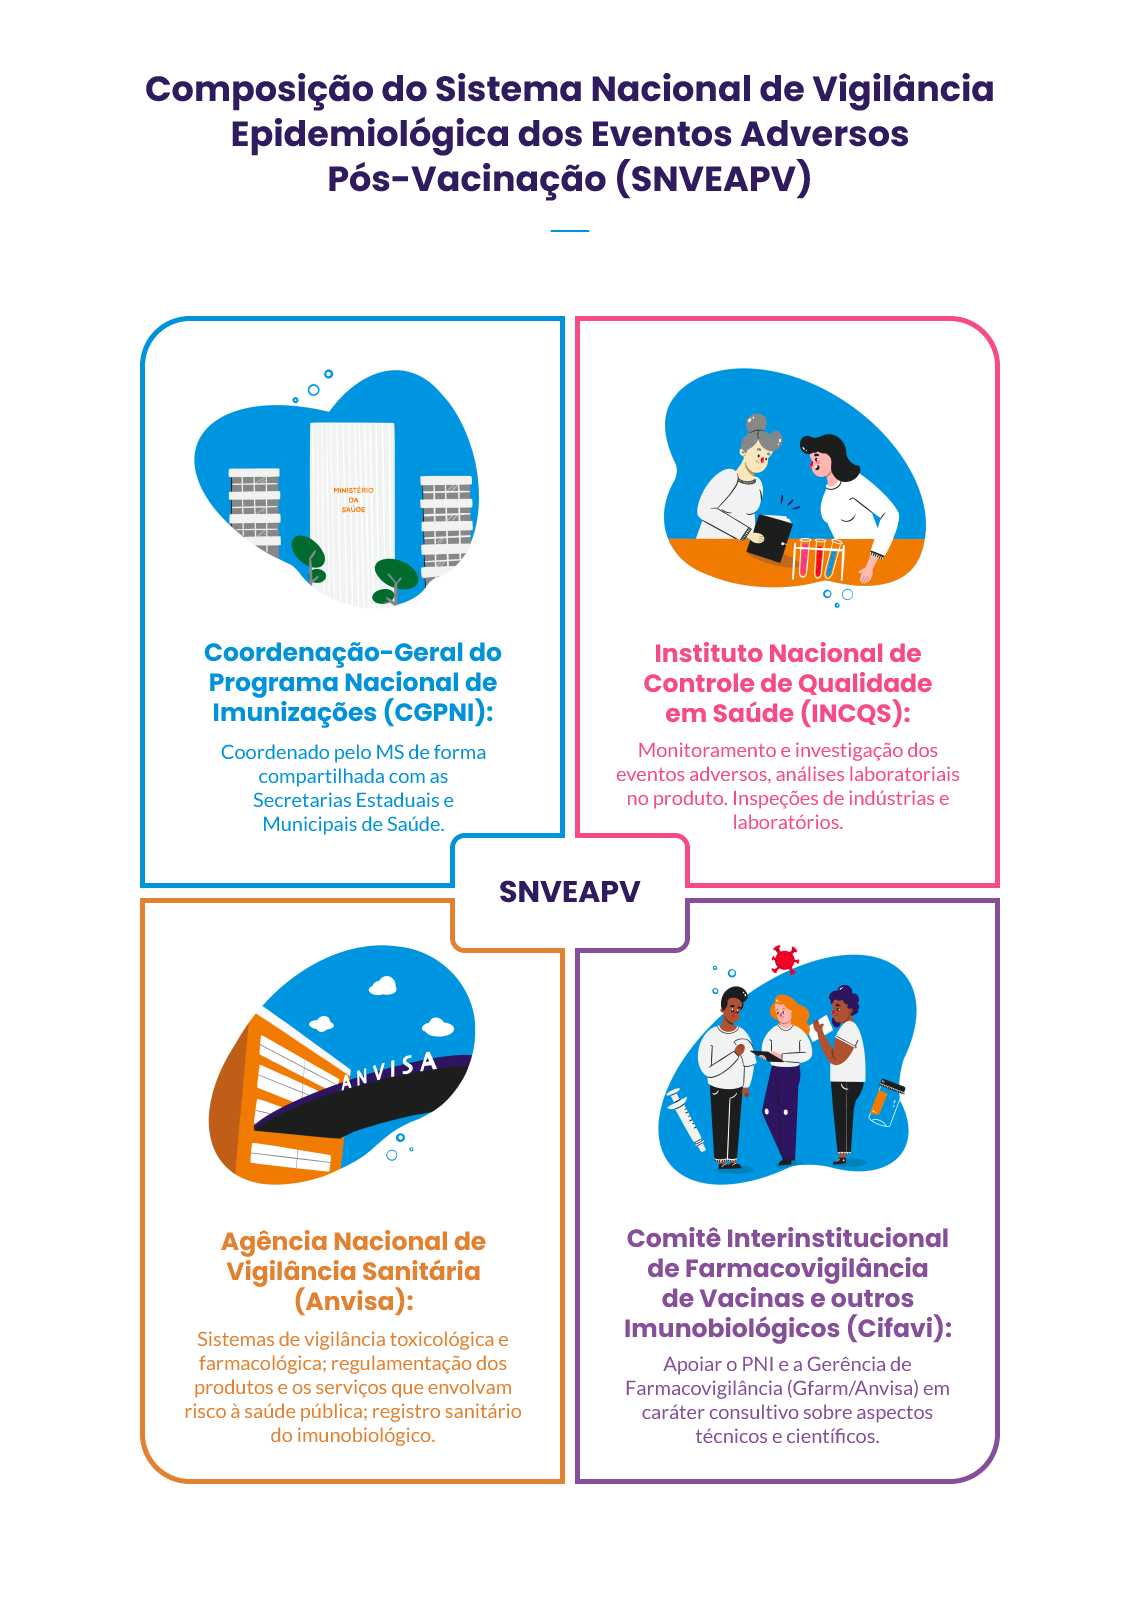 Composição do Sistema Nacional de Vigilância
Epidemiológica dos Eventos Adversos
Pós-Vacinação (SNVEAPV)
MINISTÉRIO
DA
SAÚDE
Coordenação-Geral do
Programa Nacional de
Imunizações (CGPNI):
Coordenado pelo MS de forma
compartilhada com as
Secretarias Estaduais e
Municipais de Saúde.
Instituto Nacional de
Controle de Qualidade
em Saúde (INCQS):
Monitoramento e investigação dos
eventos adversos, análises laboratoriais
no produto. Inspeções de indústrias e
laboratórios.
SNVEAPV
ANVISA
Agência Nacional de
Vigilância Sanitária
(Anvisa):
Sistemas de vigilância toxicológica e
farmacológica; regulamentação dos
produtos e os serviços que envolvam
risco à saúde pública; registro sanitário
do imunobiológico.
Comitê Interinstitucional
de Farmacovigilância
de Vacinas e outros
Imunobiológicos (Cifavi):
Apoiar o PNI e a Gerência de
Farmacovigilância (Gfarm/Anvisa) em
caráter consultivo sobre aspectos
técnicos e científicos.